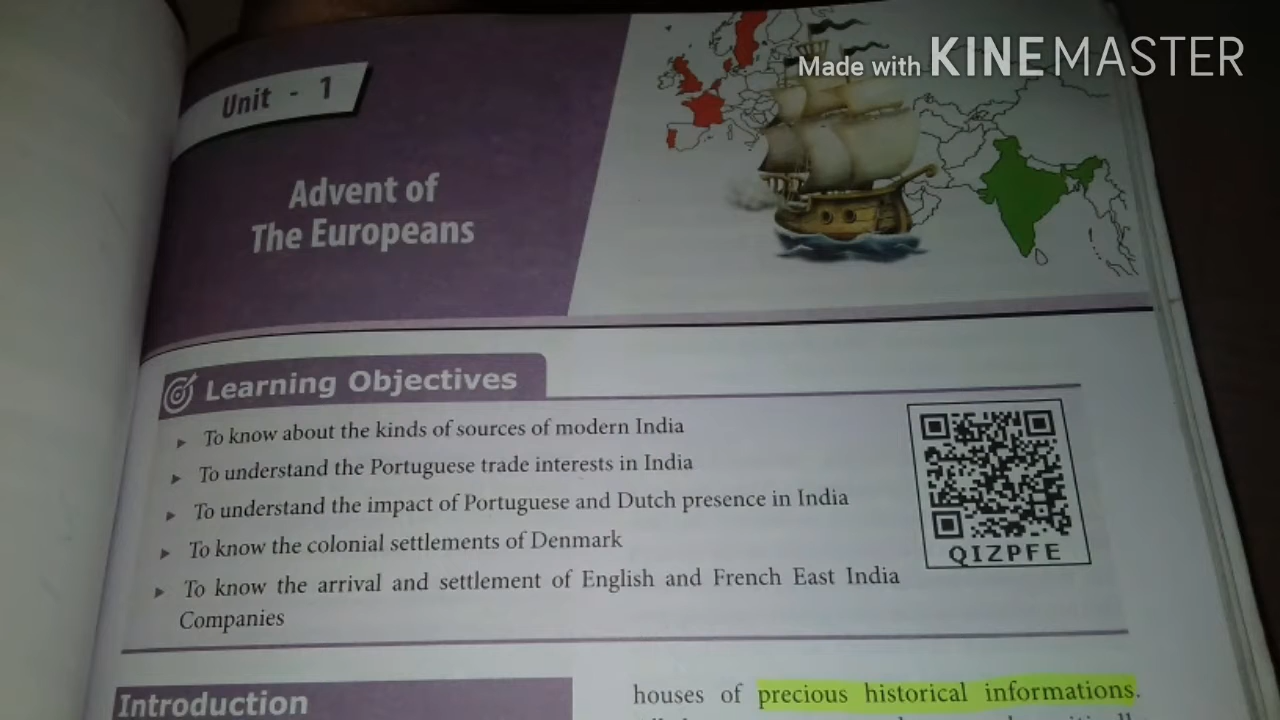 Made with KINEMASTER
Unit - 1
Advent of
The Europeans
Learning Objectives
To know about the kinds of sources of modern India
To understand the Portuguese trade interests in India
To understand the impact of Portuguese and Dutch presence in India
To know the colonial settlements of Denmark
To know the arrival and settlement of English and French East India
Companies
QIZPFE
Introduction
houses of precious historical informations.